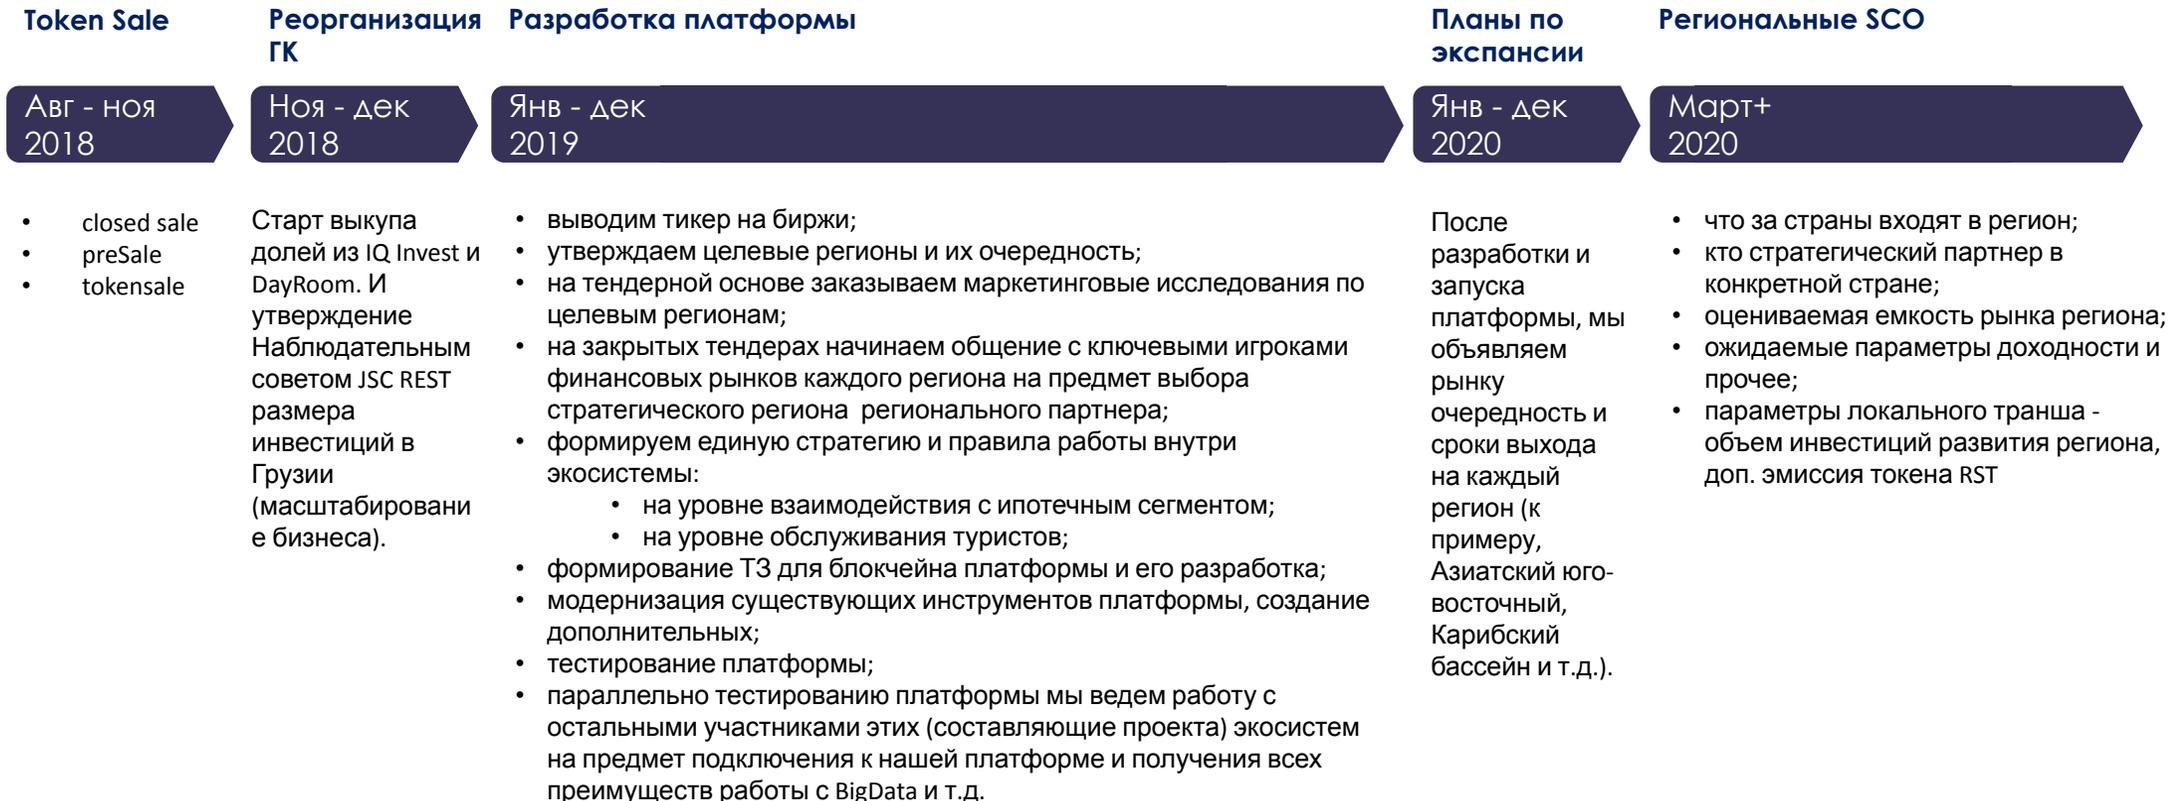 Token Sale
Реорганизация
ГК
Разработка платформы
Планы по
экспансии
Региональные SCO
Авг - ноя
2018
Ноя - дек
2018
Янв - дек
2019
Янв - дек
2020
Март+
2020
• closed sale
• preSale
• tokensale
Старт выкупа
долей из IQ Invest и
DayRoom. И
утверждение
Наблюдательным
советом JSC REST
размера
инвестиций в
Грузии
(масштабировани
е бизнеса).
• выводим тикер на биржи;
• утверждаем целевые регионы и их очередность;
• на тендерной основе заказываем маркетинговые исследования по
целевым регионам;
• на закрытых тендерах начинаем общение с ключевыми игроками
финансовых рынков каждого региона на предмет выбора
стратегического региона  регионального партнера;
• формируем единую стратегию и правила работы внутри
экосистемы:
• на уровне взаимодействия с ипотечным сегментом;
• на уровне обслуживания туристов;
• формирование ТЗ для блокчейна платформы и его разработка;
• модернизация существующих инструментов платформы, создание
дополнительных;
• тестирование платформы;
• параллельно тестированию платформы мы ведем работу с
остальными участниками этих (составляющие проекта) экосистем
на предмет подключения к нашей платформе и получения всех
преимуществ работы с BigData и т.д.
После
разработки и
запуска
платформы, мы
объявляем
рынку
очередность и
сроки выхода
на каждый
регион (к
примеру,
Азиатский юго-
восточный,
Карибский
бассейн и т.д.).
• что за страны входят в регион;
• кто стратегический партнер в
конкретной стране;
• оцениваемая емкость рынка региона;
• ожидаемые параметры доходности и
прочее;
• параметры локального транша -
объем инвестиций развития региона,
доп. эмиссия токена RST